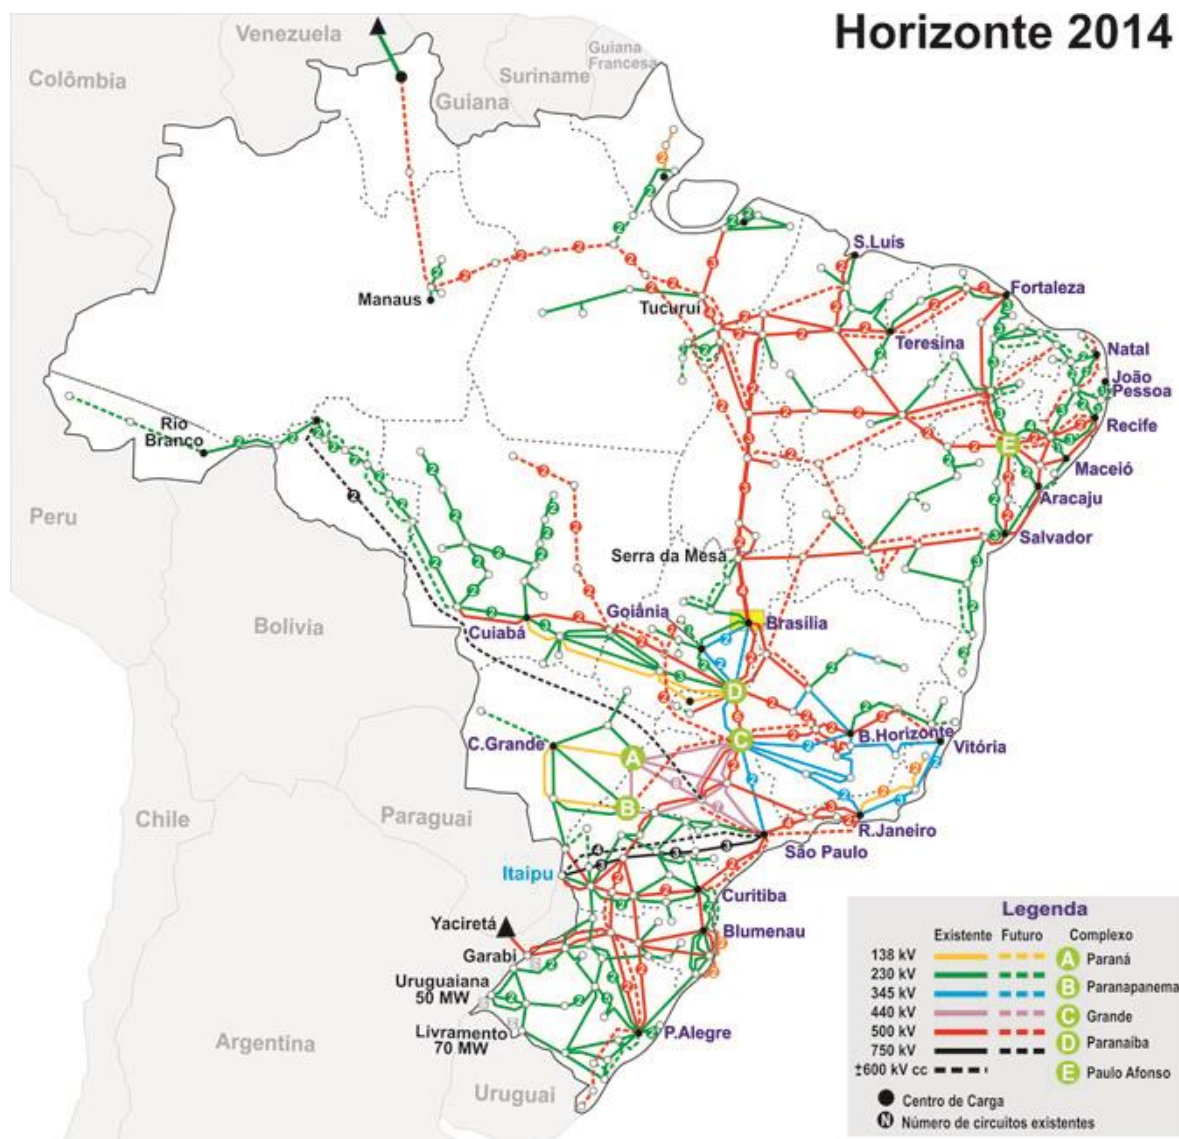 Horizonte 2014
Venezuela
Guiana
Francesa
Colômbia
Suriname
Guiana
S.Luís
Manaus
Tucuruí
Fortaleza
Teresina
Natal
João
Pessoa
Rio
Branco
Recife
E
Maceió
Aracaju
Peru
Salvador
Serra da Mesa
Bolivia
Cuiabá
Goiânia
Brasília
D
C.Grande
A
C
B.Horizonte
Vitória
B
Chile
Paraguai
R.Janeiro
São Paulo
Itaipu
Curitiba
Yaciretá
Blumenau
Garabi
Uruguaiana
50 MW
Livramento
70 MW
P.Alegre
Argentina
Uruguai
Legenda
Existente Futuro Complexo
138 kV A Paraná
230 kV B Paranapanema
345 kV
440 kV C Grande
500 kV D Paranaíba
750 kV
±600 kV cc E Paulo Afonso
Centro de Carga
N Número de circuitos existentes